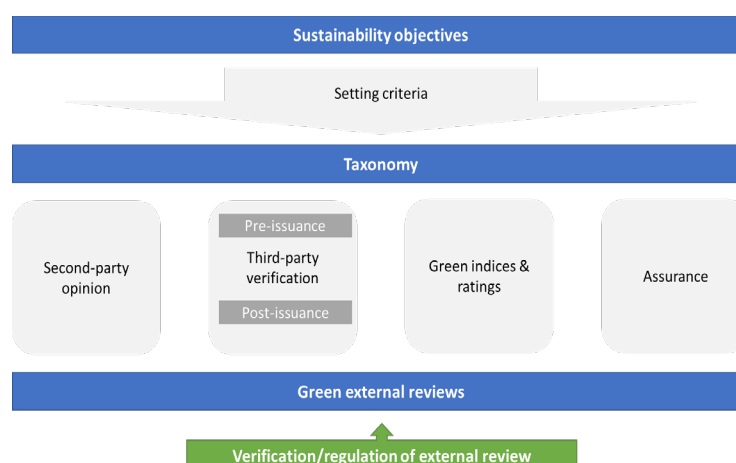 Sustainability objectives
Setting criteria
Taxonomy
Second-party
opinion
Pre-issuance
Third-party
verification
Post-issuance
Green indices &
ratings
Assurance
Green external reviews
Verification/regulation of external review